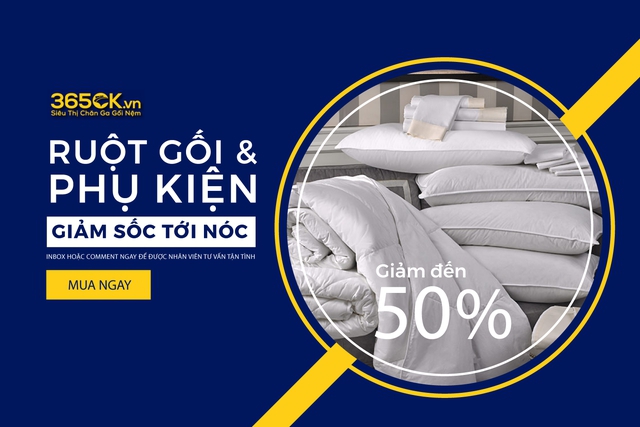 365OK.vn
Siêu Thị Chăn Ga Gối Nệm
RUỘT GỐI &
PHỤ KIỆN
GIẢM SỐC TỚI NÓC
INBOX HOẶC COMMENT NGAY ĐỂ ĐƯỢC NHÂN VIÊN TƯ VẤN TẬN TÌNH
MUA NGAY
Giảm đến
50%